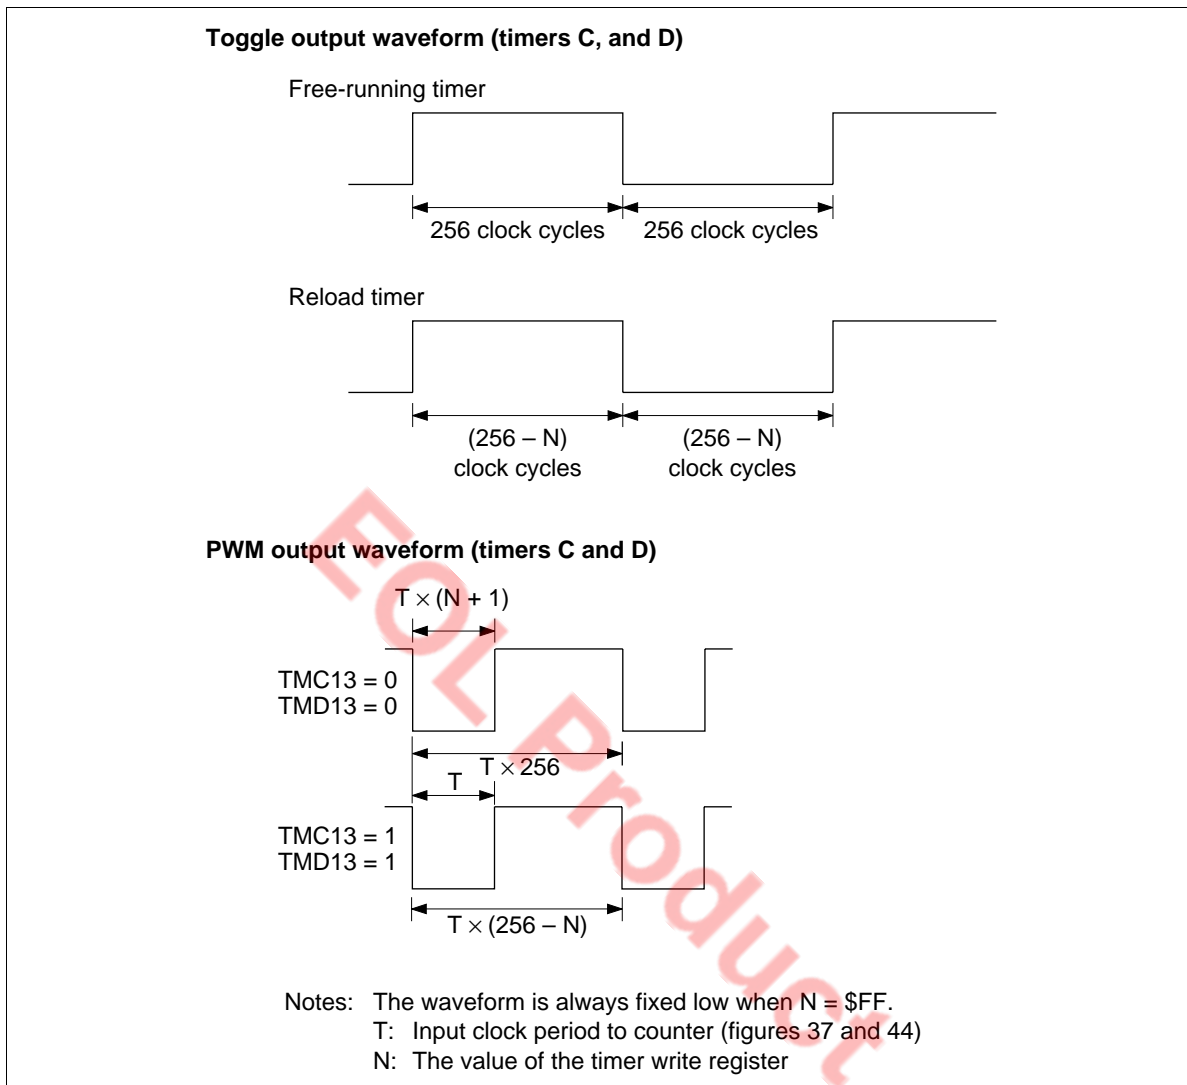 Toggle output waveform (timers C, and D)
Free-running timer
256 clock cycles 256 clock cycles
Reload timer
(256 – N) (256 – N)
clock cycles clock cycles
PWM output waveform (timers C and D)
T × (N + 1)
TMC13 = 0
TMD13 = 0
T × 256
T
TMC13 = 1
TMD13 = 1
T × (256 – N)
Notes: The waveform is always fixed low when N = $FF.
T: Input clock period to counter (figures 37 and 44)
N: The value of the timer write register
EOL Product